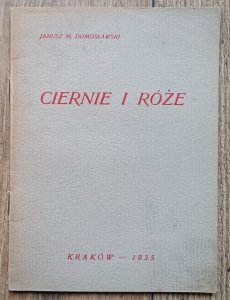 JANUSZ M. DOMOSŁAWSKI
CIERNIE I RÓŻE
KRAKÓW — 1935